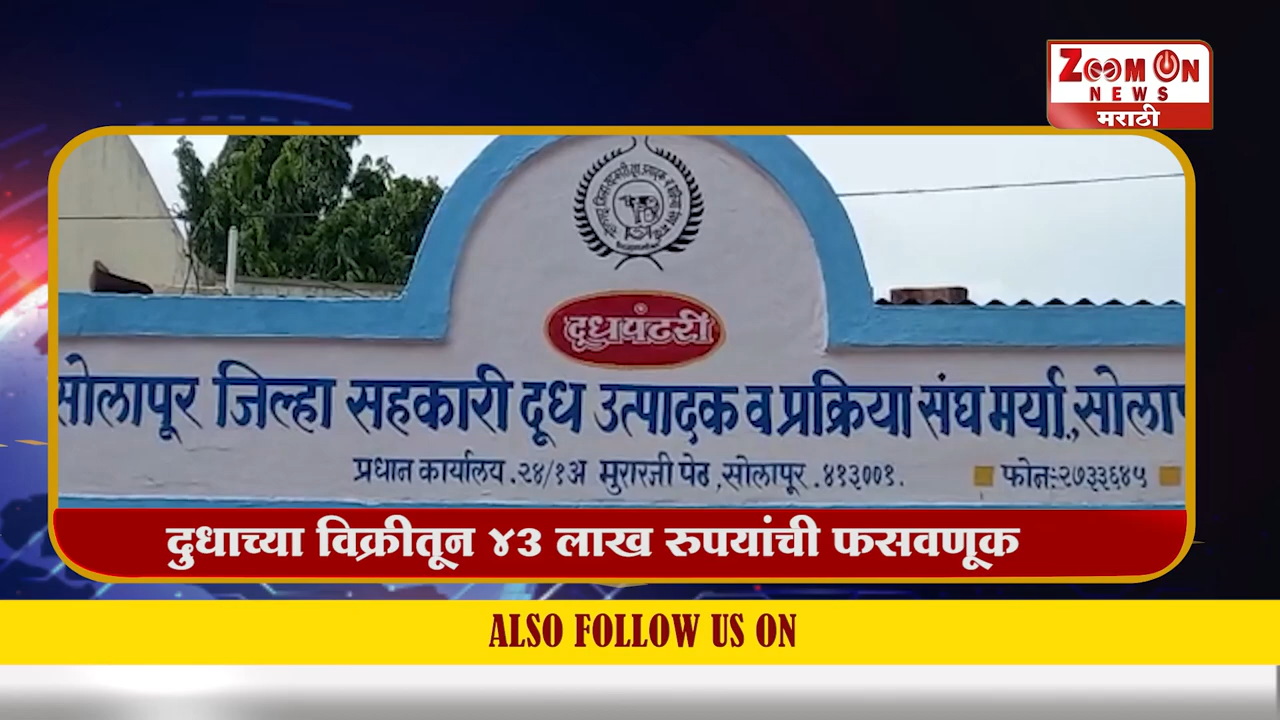 ZOOM ON
NEWS
मराठी
दूधपंढरी
सोलापूर जिल्हा सहकारी दूध उत्पादक व प्रक्रिया संघ मर्या., सोलाप
प्रधान कार्यालय.२४/१अ मुरारजी पेठ,सोलापूर.४१३००१.
फोन:२७३३६४५
दुधाच्या विक्रीतून ४३ लाख रुपयांची फसवणूक
ALSO FOLLOW US ON